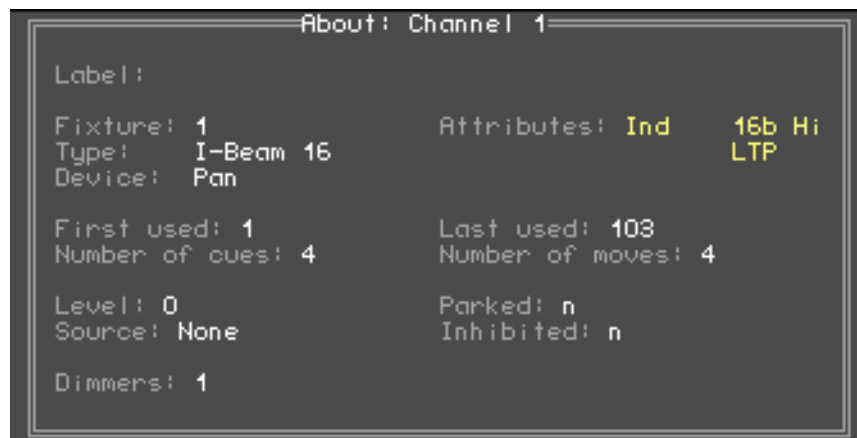 About: Channel 1
Label:
Fixture: 1 Attributes: Ind 16b Hi
Type: I-Beam 16 LTP
Device: Pan
First used: 1 Last used: 103
Number of cues: 4 Number of moves: 4
Level: 0 Parked: n
Source: None Inhibited: n
Dimmers: 1